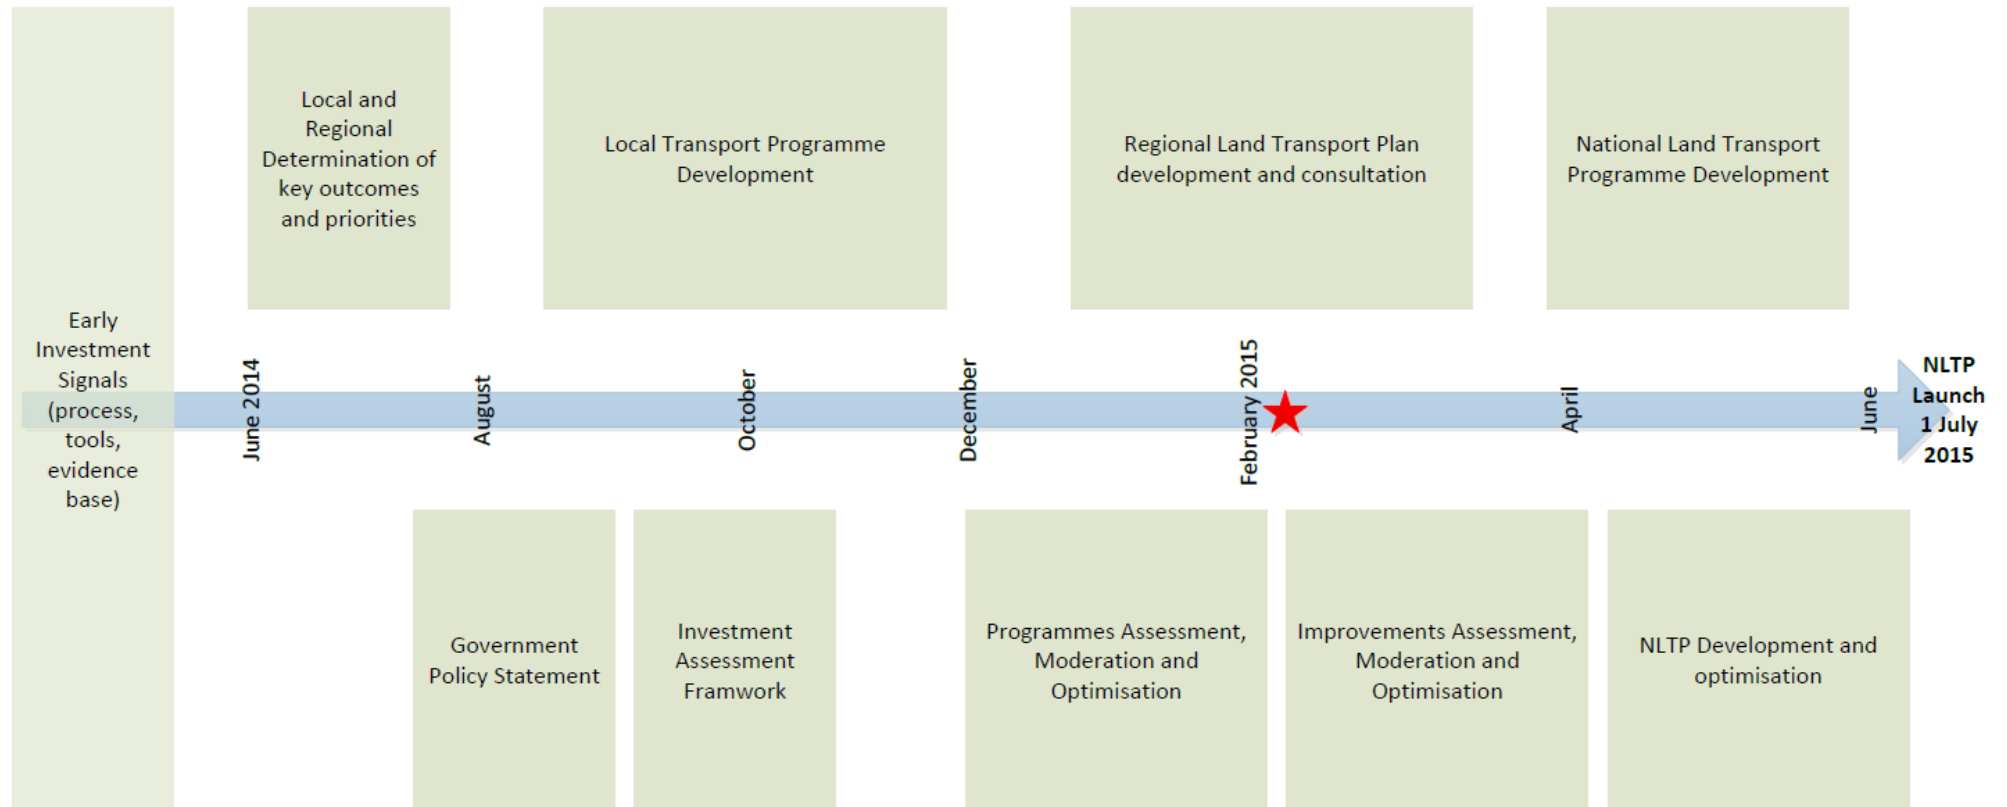 Local and
Regional
Determination of
key outcomes
and priorities
Local Transport Programme
Development
Regional Land Transport Plan
development and consultation
National Land Transport
Programme Development
Early
Investment
Signals
(process,
tools,
evidence
base)
June 2014
August
October
December
February 2015
April
June
NLTP
Launch
1 July
2015
Government
Policy Statement
Investment
Assessment
Framwork
Programmes Assessment,
Moderation and
Optimisation
Improvements Assessment,
Moderation and
Optimisation
NLTP Development and
optimisation